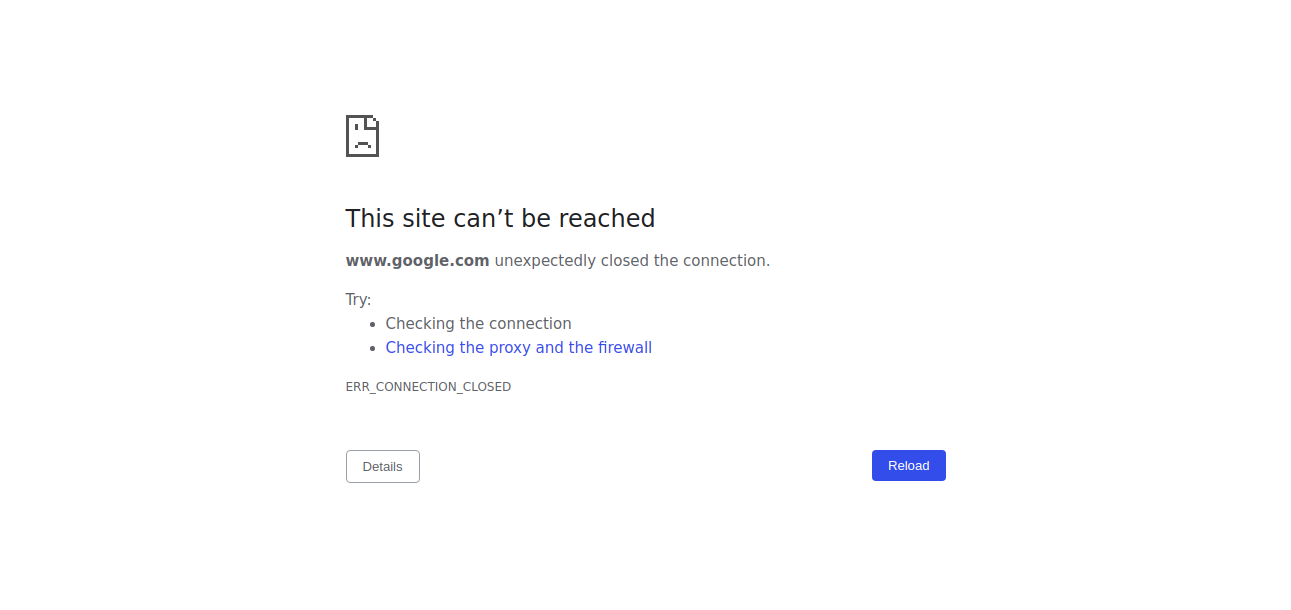 This site can’t be reached
www.google.com unexpectedly closed the connection.
Try:
Checking the connection
Checking the proxy and the firewall
ERR_CONNECTION_CLOSED
Details
Reload